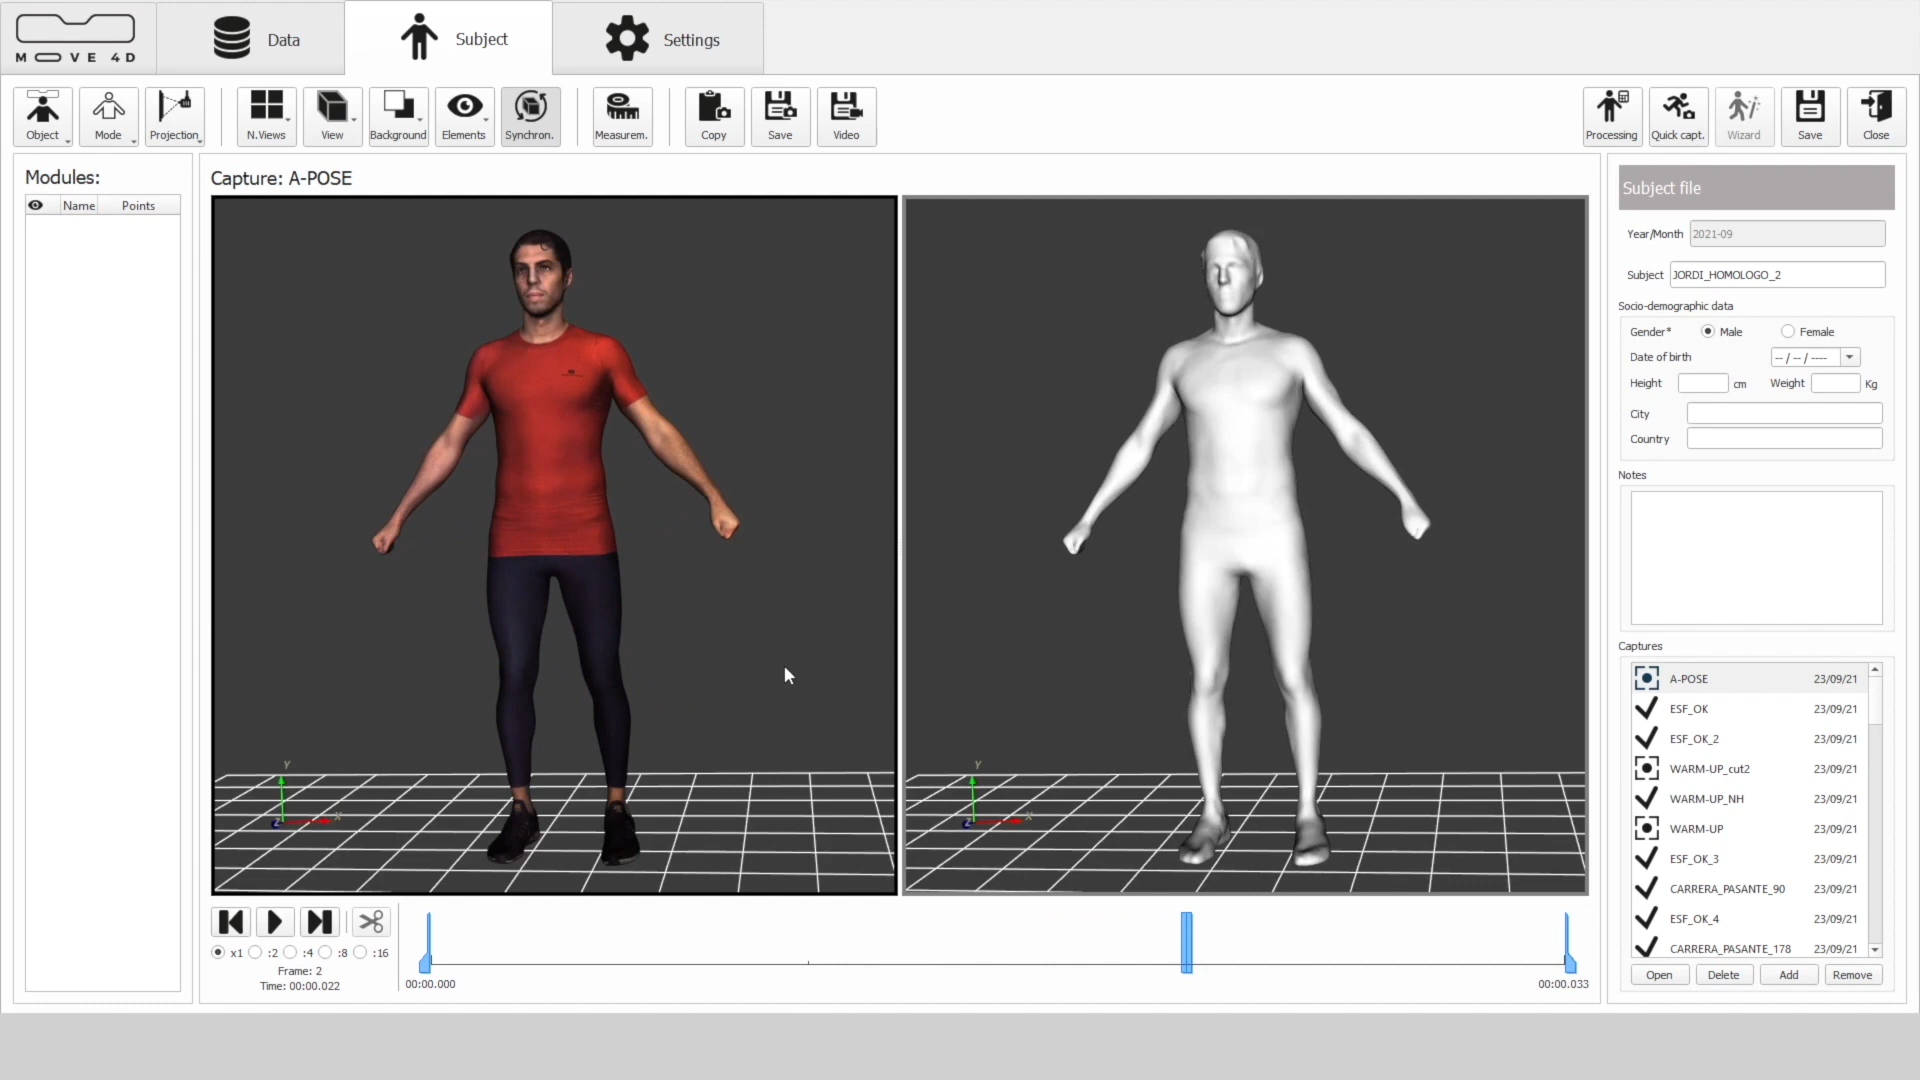 MOVE 4D
Data
Subject
Settings
Object
Mode
Projection
N.Views
View
Background
Elements
Synchron.
Measurem.
Copy
Save
Video
Processing
Quick capt.
Wizard
Save
Close
Modules:
Name
Points
Capture: A-POSE
Y
X
Z
Y
X
Z
x1
:2
:4
:8
:16
Frame: 2
Time: 00:00.022
00:00.000
00:00.033
Subject file
Year/Month 2021-09
Subject JORDI_HOMOLOGO_2
Socio-demographic data
Gender* Male Female
Date of birth -- / -- / ----
Height cm Weight Kg
City
Country
Notes
Captures
A-POSE 23/09/21
ESF_OK 23/09/21
ESF_OK_2 23/09/21
WARM-UP_cut2 23/09/21
WARM-UP_NH 23/09/21
WARM-UP 23/09/21
ESF_OK_3 23/09/21
CARRERA_PASANTE_90 23/09/21
ESF_OK_4 23/09/21
CARRERA_PASANTE_178 23/09/21
Open Delete Add Remove